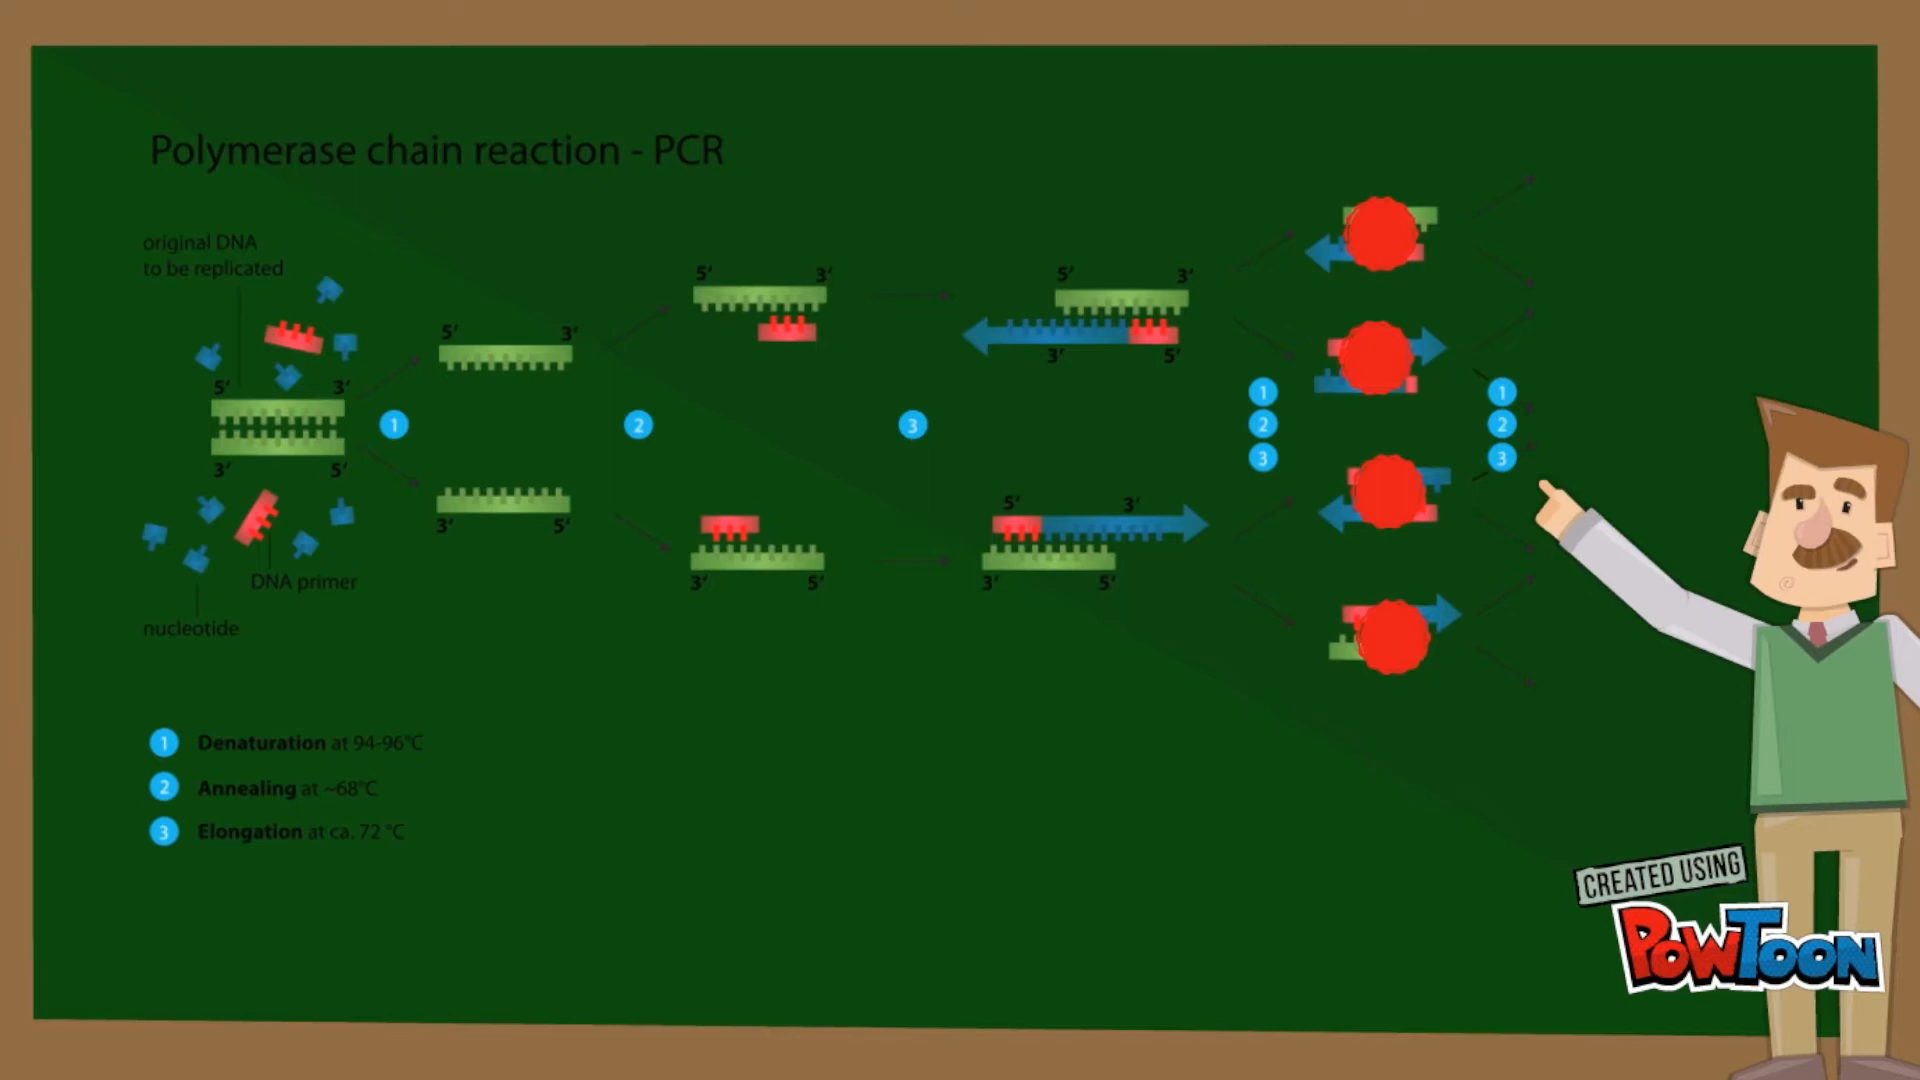 Polymerase chain reaction - PCR
original DNA
to be replicated
5' 3'
3' 5'
DNA primer
nucleotide
1
5' 3'
3' 5'
2
5' 3'
3' 5'
3
5' 3'
3' 5'
5' 3'
3' 5'
1
2
3
1
2
3
1 Denaturation at 94-96°C
2 Annealing at ~68°C
3 Elongation at ca. 72 °C
CREATED USING
POWTOON